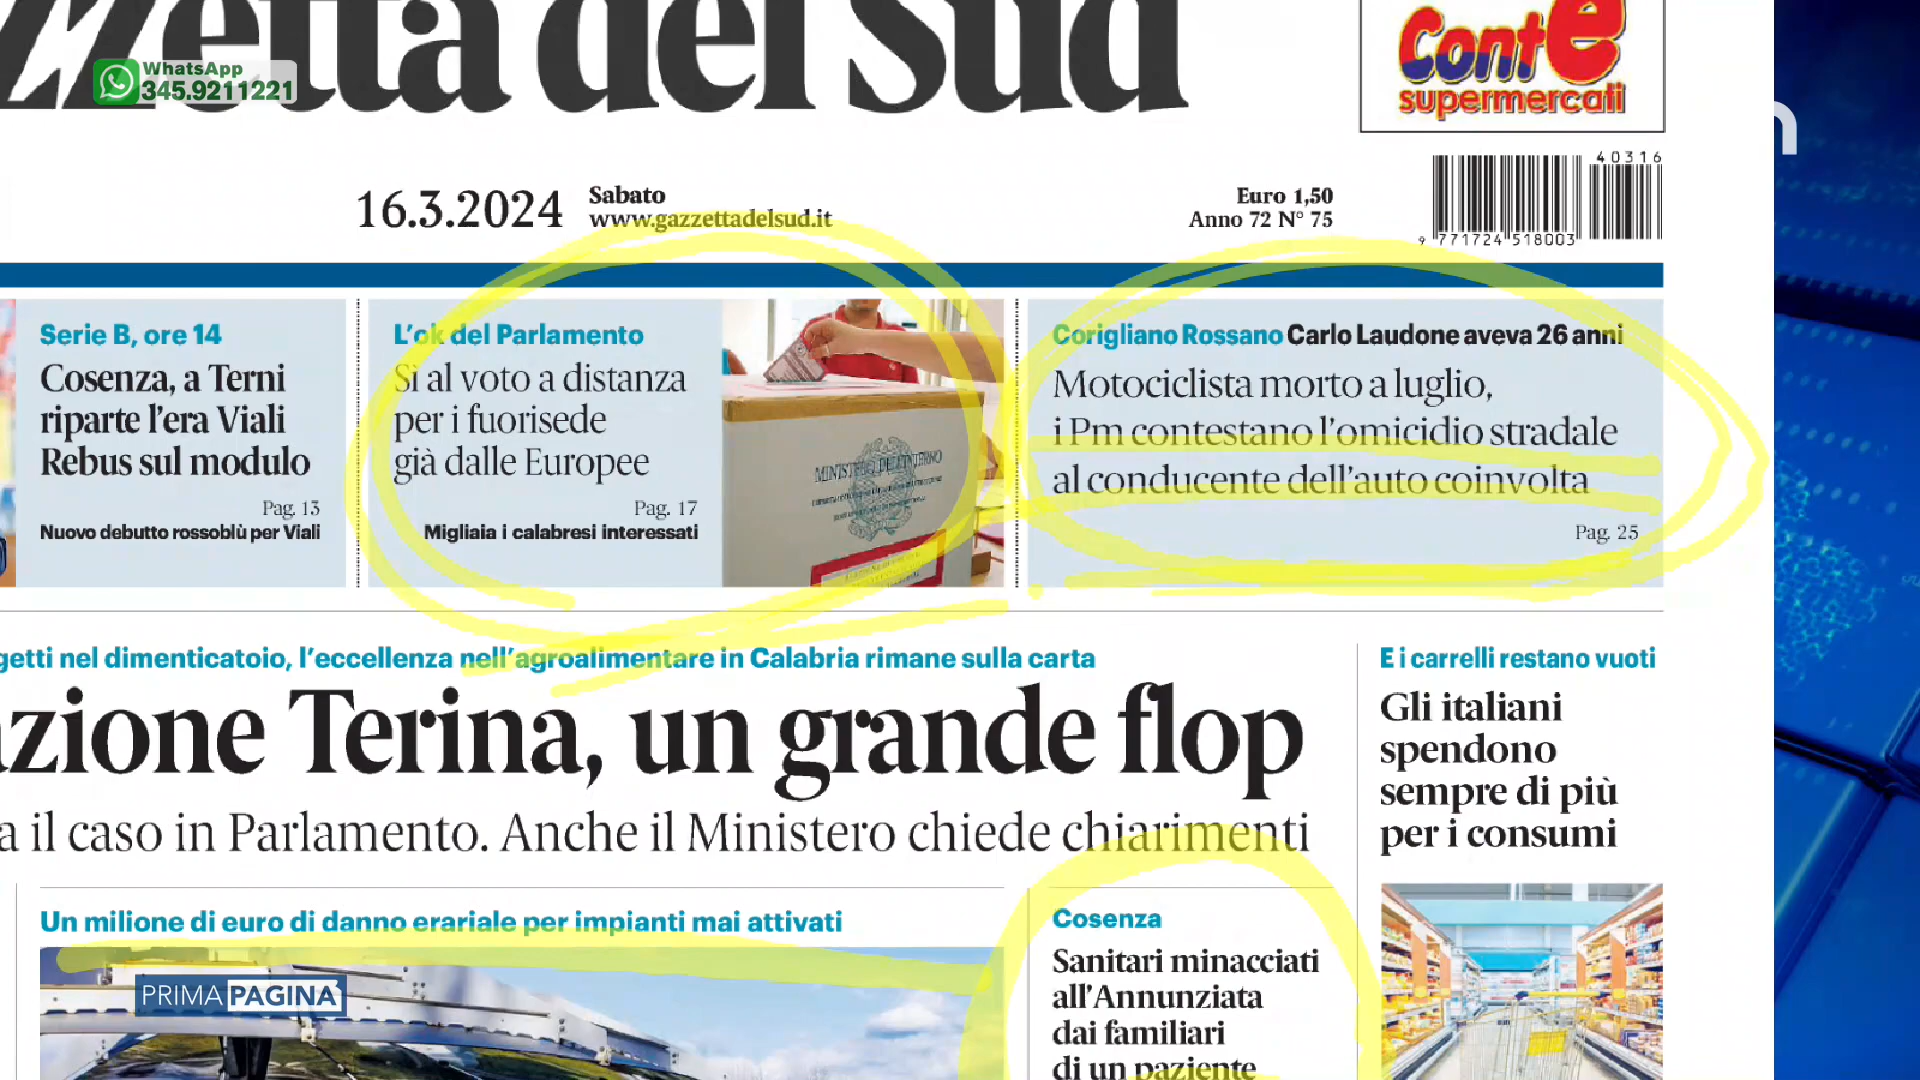 zzetta del Sud
WhatsApp
345.9211221
Conte
supermercati
n
16.3.2024
Sabato
www.gazzettadelsud.it
Euro 1,50
Anno 72 N° 75
40316
9 771724 518003
Serie B, ore 14
Cosenza, a Terni
riparte l'era Viali
Rebus sul modulo
Pag. 13
Nuovo debutto rossoblù per Viali
L'ok del Parlamento
Sì al voto a distanza
per i fuorisede
già dalle Europee
Pag. 17
Migliaia i calabresi interessati
MINISTERO DELL'INTERNO
Corigliano Rossano Carlo Laudone aveva 26 anni
Motociclista morto a luglio,
i Pm contestano l'omicidio stradale
al conducente dell'auto coinvolta
Pag. 25
getti nel dimenticatoio, l'eccellenza nell'agroalimentare in Calabria rimane sulla carta
azione Terina, un grande flop
a il caso in Parlamento. Anche il Ministero chiede chiarimenti
E i carrelli restano vuoti
Gli italiani
spendono
sempre di più
per i consumi
Un milione di euro di danno erariale per impianti mai attivati
PRIMA PAGINA
Cosenza
Sanitari minacciati
all'Annunziata
dai familiari
di un paziente